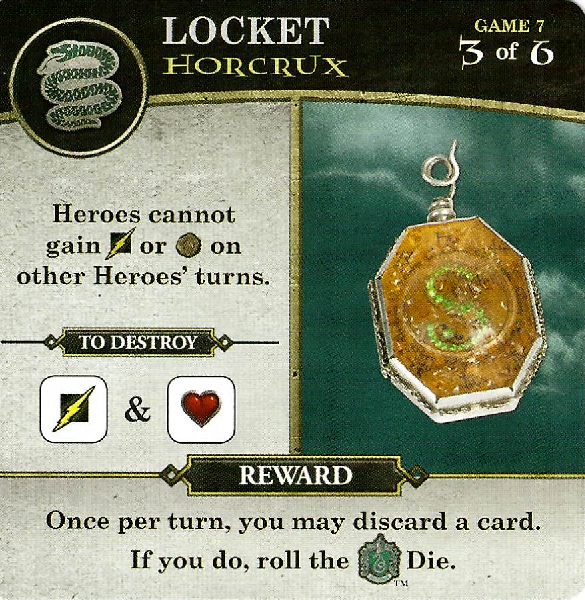 LOCKET
HORCRUX
GAME 7
3 of 6
Heroes cannot
gain or on
other Heroes' turns.
TO DESTROY
&
REWARD
Once per turn, you may discard a card.
If you do, roll the Die.
TM